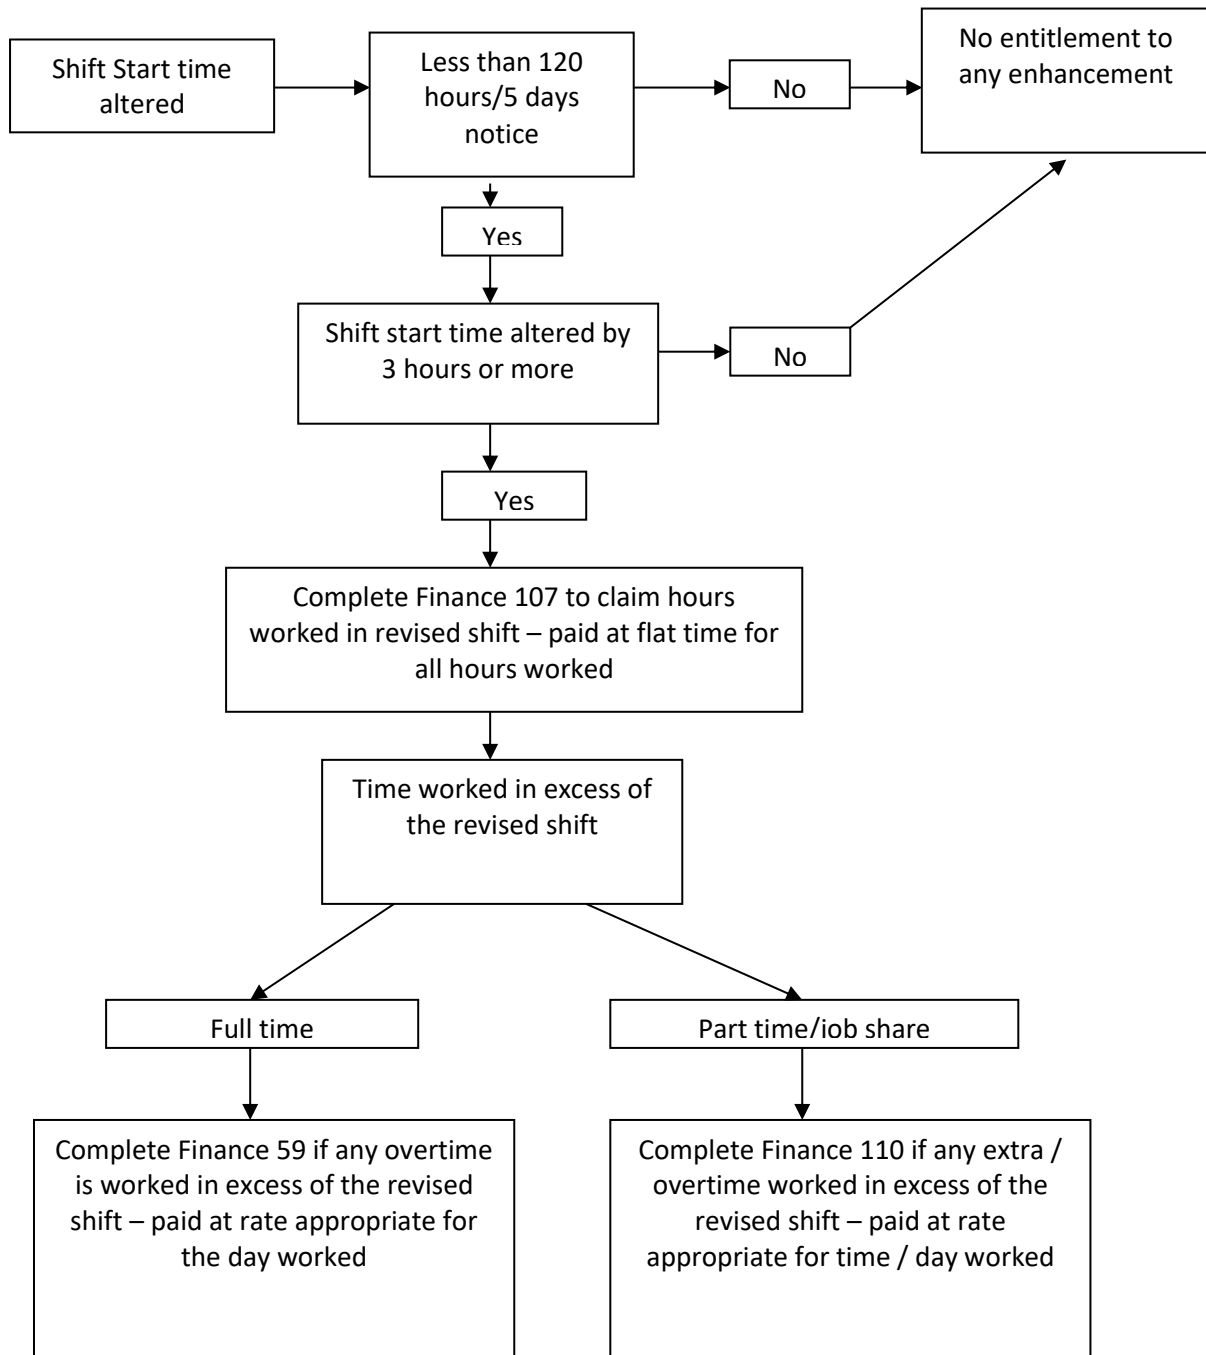 Shift Start time
altered
Less than 120
hours/5 days
notice
No
No entitlement to
any enhancement
Yes
Shift start time altered by
3 hours or more
No
Yes
Complete Finance 107 to claim hours
worked in revised shift – paid at flat time for
all hours worked
Time worked in excess of
the revised shift
Full time
Part time/job share
Complete Finance 59 if any overtime
is worked in excess of the revised
shift – paid at rate appropriate for
the day worked
Complete Finance 110 if any extra /
overtime worked in excess of the
revised shift – paid at rate
appropriate for time / day worked